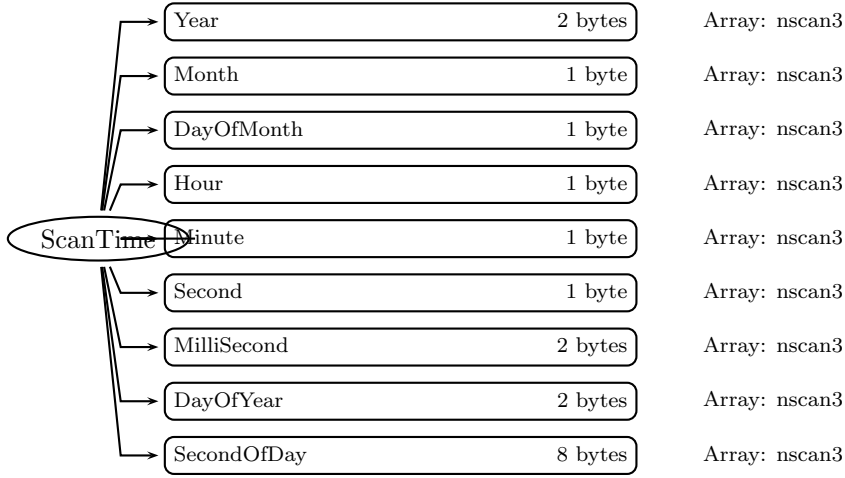 Year 2 bytes Array: nscan3
Month 1 byte Array: nscan3
DayOfMonth 1 byte Array: nscan3
Hour 1 byte Array: nscan3
ScanTime Minute 1 byte Array: nscan3
Second 1 byte Array: nscan3
MilliSecond 2 bytes Array: nscan3
DayOfYear 2 bytes Array: nscan3
SecondOfDay 8 bytes Array: nscan3